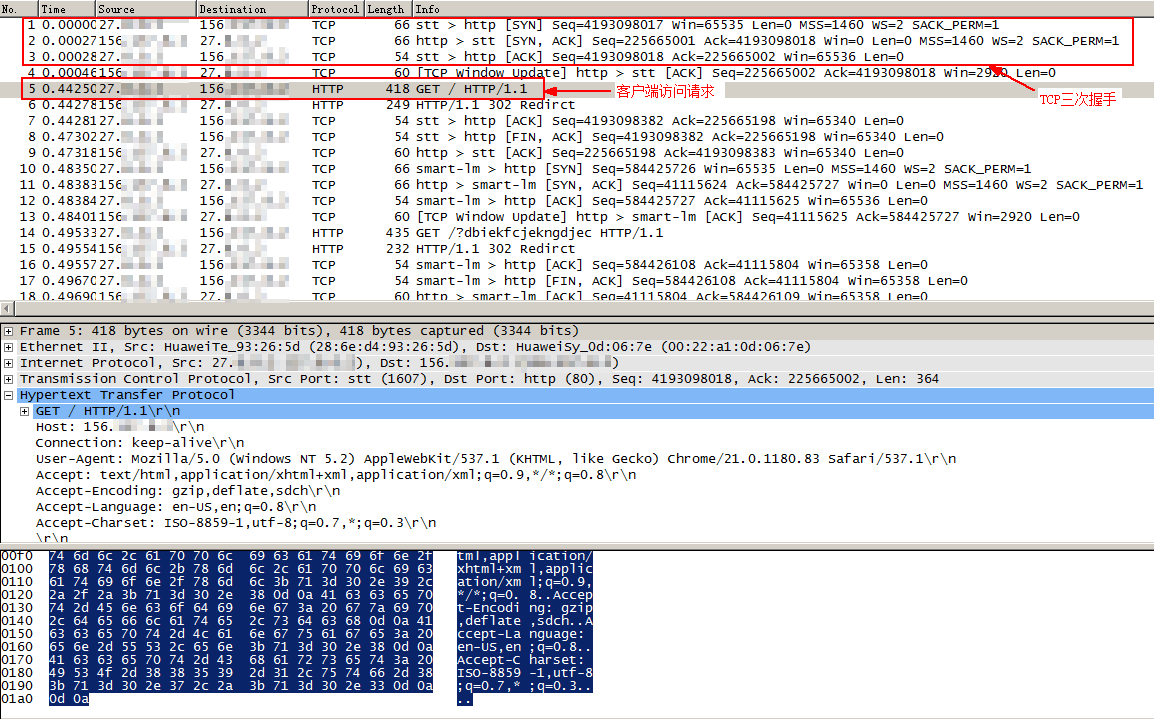 No. Time Source Destination Protocol Length Info
1 0.00000 27. 156 TCP 66 stt > http [SYN] Seq=4193098017 Win=65535 Len=0 MSS=1460 WS=2 SACK_PERM=1
2 0.00027 156 27. TCP 66 http > stt [SYN, ACK] Seq=225665001 Ack=4193098018 Win=0 Len=0 MSS=1460 WS=2 SACK_PERM=1
3 0.00028 27. 156 TCP 54 stt > http [ACK] Seq=4193098018 Ack=225665002 Win=65536 Len=0
4 0.00046 156 27. TCP 60 [TCP Window Update] http > stt [ACK] Seq=225665002 Ack=4193098018 Win=2920 Len=0
5 0.44250 27. 156 HTTP 418 GET / HTTP/1.1
客户端访问请求
TCP三次握手
6 0.44278 156 27. HTTP 249 HTTP/1.1 302 Redirct
7 0.44281 27. 156 TCP 54 stt > http [ACK] Seq=4193098382 Ack=225665198 Win=65340 Len=0
8 0.47302 27. 156 TCP 54 stt > http [FIN, ACK] Seq=4193098382 Ack=225665198 Win=65340 Len=0
9 0.47318 156 27. TCP 60 http > stt [ACK] Seq=225665198 Ack=4193098383 Win=65340 Len=0
10 0.48350 27. 156 TCP 66 smart-lm > http [SYN] Seq=584425726 Win=65535 Len=0 MSS=1460 WS=2 SACK_PERM=1
11 0.48383 156 27. TCP 66 http > smart-lm [SYN, ACK] Seq=41115624 Ack=584425727 Win=0 Len=0 MSS=1460 WS=2 SACK_PERM=1
12 0.48384 27. 156 TCP 54 smart-lm > http [ACK] Seq=584425727 Ack=41115625 Win=65536 Len=0
13 0.48401 156 27. TCP 60 [TCP Window Update] http > smart-lm [ACK] Seq=41115625 Ack=584425727 Win=2920 Len=0
14 0.49533 27. 156 HTTP 435 GET /?dbiekfcjekngdjec HTTP/1.1
15 0.49554 156 27. HTTP 232 HTTP/1.1 302 Redirct
16 0.49557 27. 156 TCP 54 smart-lm > http [ACK] Seq=584426108 Ack=41115804 Win=65358 Len=0
17 0.49670 27. 156 TCP 54 smart-lm > http [FIN, ACK] Seq=584426108 Ack=41115804 Win=65358 Len=0
18 0.49690 156 27. TCP 60 http > smart-lm [ACK] Seq=41115804 Ack=584426109 Win=65358 Len=0
Frame 5: 418 bytes on wire (3344 bits), 418 bytes captured (3344 bits)
Ethernet II, Src: HuaweiTe_93:26:5d (28:6e:d4:93:26:5d), Dst: HuaweiSy_0d:06:7e (00:22:a1:0d:06:7e)
Internet Protocol, Src: 27. ), Dst: 156. )
Transmission Control Protocol, Src Port: stt (1607), Dst Port: http (80), Seq: 4193098018, Ack: 225665002, Len: 364
Hypertext Transfer Protocol
GET / HTTP/1.1\r\n
Host: 156. \r\n
Connection: keep-alive\r\n
User-Agent: Mozilla/5.0 (Windows NT 5.2) AppleWebKit/537.1 (KHTML, like Gecko) Chrome/21.0.1180.83 Safari/537.1\r\n
Accept: text/html,application/xhtml+xml,application/xml;q=0.9,*/*;q=0.8\r\n
Accept-Encoding: gzip,deflate,sdch\r\n
Accept-Language: en-US,en;q=0.8\r\n
Accept-Charset: ISO-8859-1,utf-8;q=0.7,*;q=0.3\r\n
\r\n
00f0 74 6d 6c 2c 61 70 70 6c 69 63 61 74 69 6f 6e 2f tml,appl ication/
0100 78 68 74 6d 6c 2b 78 6d 6c 2c 61 70 70 6c 69 63 xhtml+xm l,applic
0110 61 74 69 6f 6e 2f 78 6d 6c 3b 71 3d 30 2e 39 2c ation/xm l;q=0.9,
0120 2a 2f 2a 3b 71 3d 30 2e 38 0d 0a 41 63 63 65 70 */*;q=0. 8..Accep
0130 74 2d 45 6e 63 6f 64 69 6e 67 3a 20 67 7a 69 70 t-Encodi ng: gzip
0140 2c 64 65 66 6c 61 74 65 2c 73 64 63 68 0d 0a 41 ,deflate ,sdch..A
0150 63 63 65 70 74 2d 4c 61 6e 67 75 61 67 65 3a 20 ccept-La nguage:
0160 65 6e 2d 55 53 2c 65 6e 3b 71 3d 30 2e 38 0d 0a en-US,en ;q=0.8..
0170 41 63 63 65 70 74 2d 43 68 61 72 73 65 74 3a 20 Accept-C harset:
0180 49 53 4f 2d 38 38 35 39 2d 31 2c 75 74 66 2d 38 ISO-8859 -1,utf-8
0190 3b 71 3d 30 2e 37 2c 2a 3b 71 3d 30 2e 33 0d 0a ;q=0.7,* ;q=0.3..
01a0 0d 0a ..